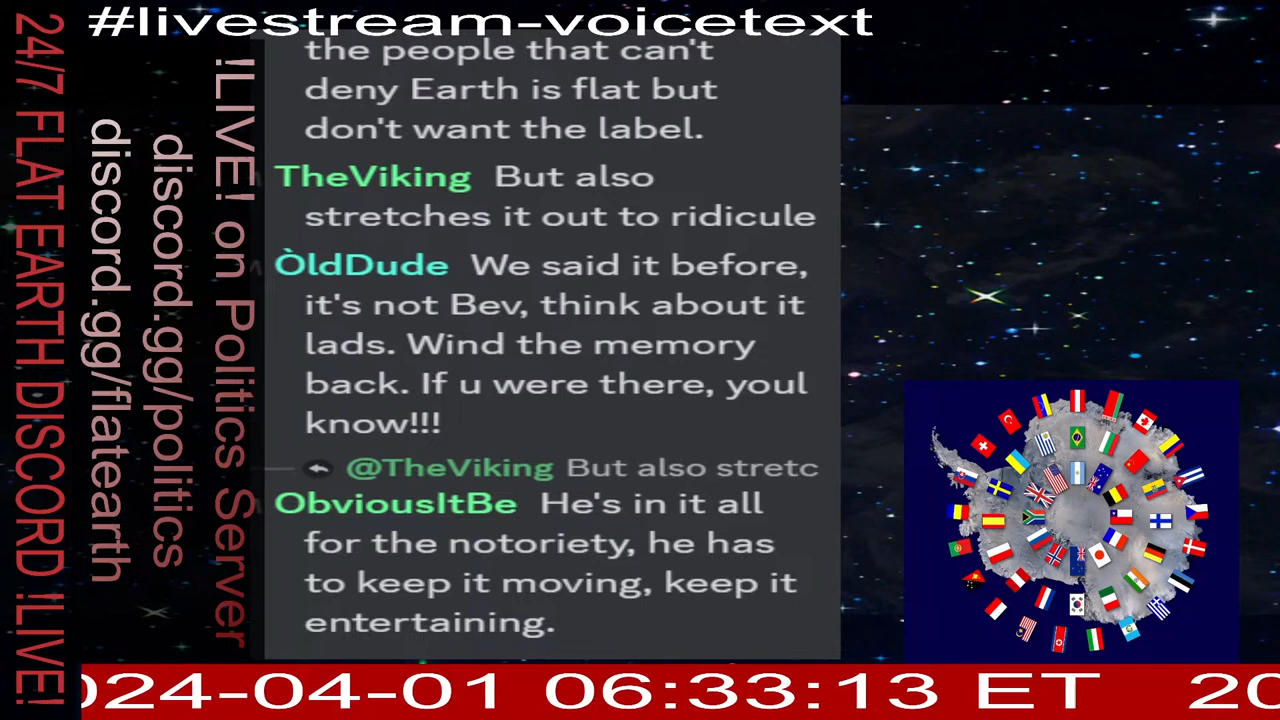 #livestream-voicetext
24/7 FLAT EARTH DISCORD !LIVE!
discord.gg/flatearth
discord.gg/politics
!LIVE! on Politics Server
the people that can't
deny Earth is flat but
don't want the label.
TheViking But also
stretches it out to ridicule
ÒldDude We said it before,
it's not Bev, think about it
lads. Wind the memory
back. If u were there, youl
know!!!
@TheViking But also stretc
ObviousItBe He's in it all
for the notoriety, he has
to keep it moving, keep it
entertaining.
024-04-01 06:33:13 ET 20